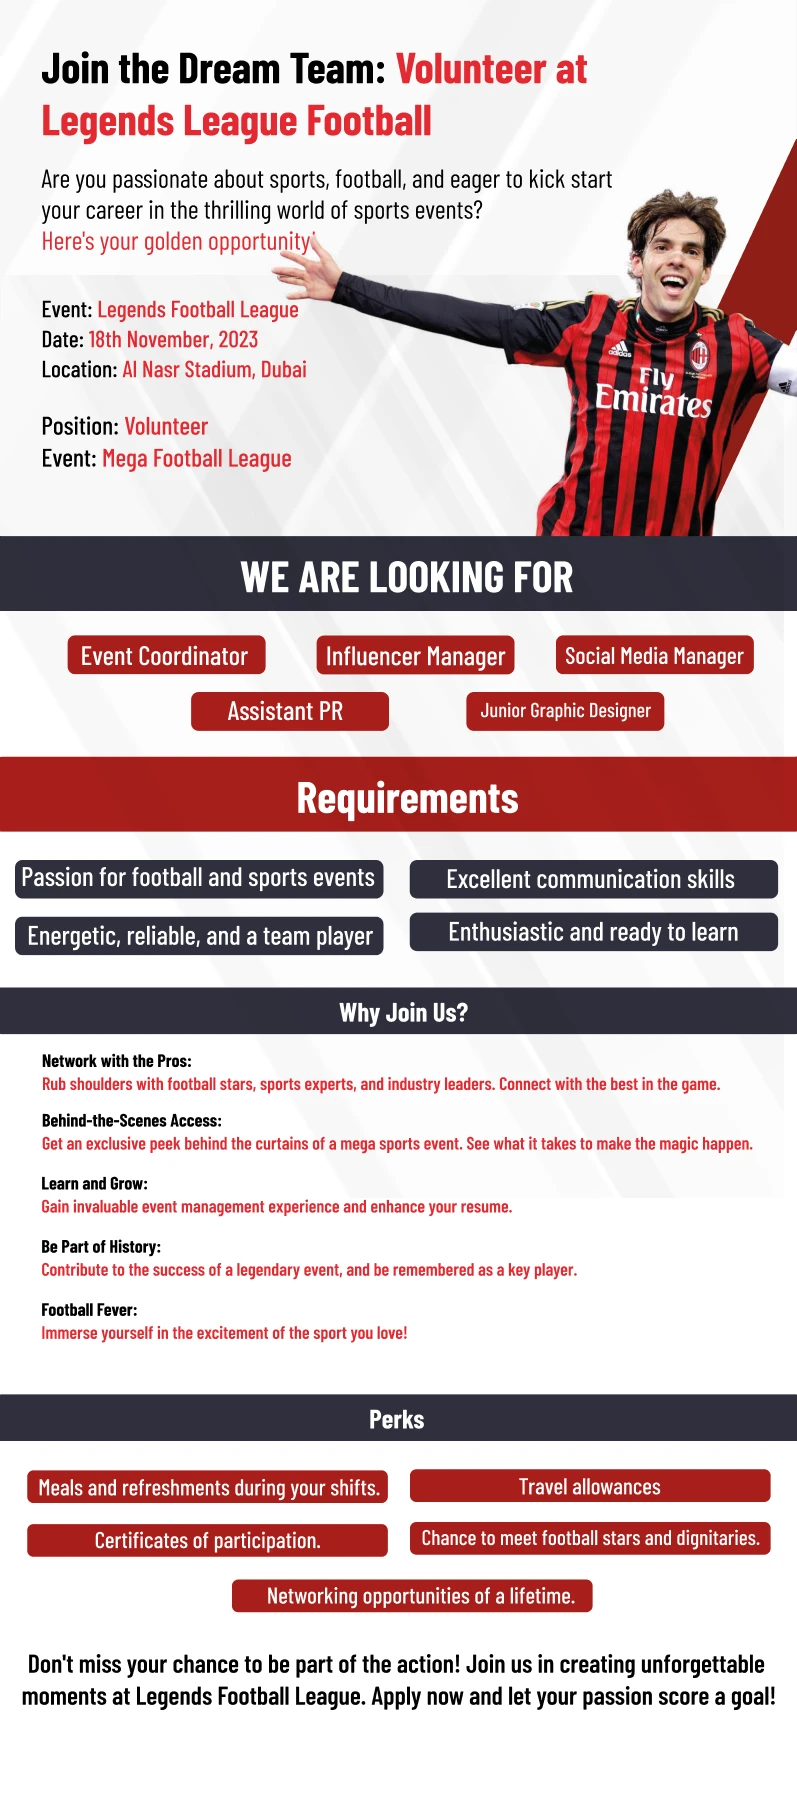 Join the Dream Team: Volunteer at
Legends League Football
Are you passionate about sports, football, and eager to kick start
your career in the thrilling world of sports events?
Here's your golden opportunity!
Event: Legends Football League
Date: 18th November, 2023
Location: Al Nasr Stadium, Dubai
adidas
Fly
Emirates
Position: Volunteer
Event: Mega Football League
WE ARE LOOKING FOR
Event Coordinator
Influencer Manager
Social Media Manager
Assistant PR
Junior Graphic Designer
Requirements
Passion for football and sports events
Excellent communication skills
Energetic, reliable, and a team player
Enthusiastic and ready to learn
Why Join Us?
Network with the Pros:
Rub shoulders with football stars, sports experts, and industry leaders. Connect with the best in the game.
Behind-the-Scenes Access:
Get an exclusive peek behind the curtains of a mega sports event. See what it takes to make the magic happen.
Learn and Grow:
Gain invaluable event management experience and enhance your resume.
Be Part of History:
Contribute to the success of a legendary event, and be remembered as a key player.
Football Fever:
Immerse yourself in the excitement of the sport you love!
Perks
Meals and refreshments during your shifts.
Travel allowances
Certificates of participation.
Chance to meet football stars and dignitaries.
Networking opportunities of a lifetime.
Don't miss your chance to be part of the action! Join us in creating unforgettable
moments at Legends Football League. Apply now and let your passion score a goal!